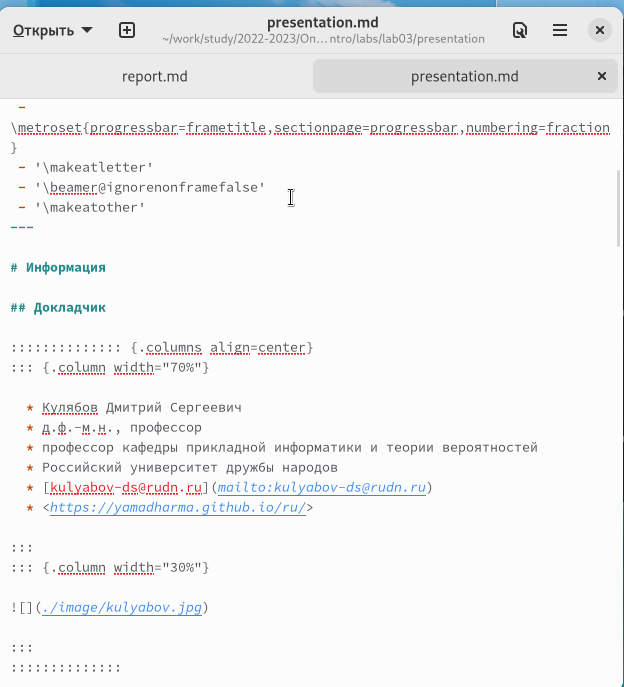 Открыть
presentation.md
~/work/study/2022-2023/Оп…ntro/labs/lab03/presentation
report.md
presentation.md
-
\metroset{progressbar=frametitle,sectionpage=progressbar,numbering=fraction
}
- '\makeatletter'
- '\beamer@ignorenonframefalse'
- '\makeatother'
---
# Информация
## Докладчик
:::::::::::::: {.columns align=center}
::: {.column width="70%"}
* Кулябов Дмитрий Сергеевич
* д.ф.-м.н., профессор
* профессор кафедры прикладной информатики и теории вероятностей
* Российский университет дружбы народов
* [kulyabov-ds@rudn.ru](mailto:kulyabov-ds@rudn.ru)
* <https://yamadharma.github.io/ru/>
:::
::: {.column width="30%"}
![](./image/kulyabov.jpg)
:::
::::::::::::::